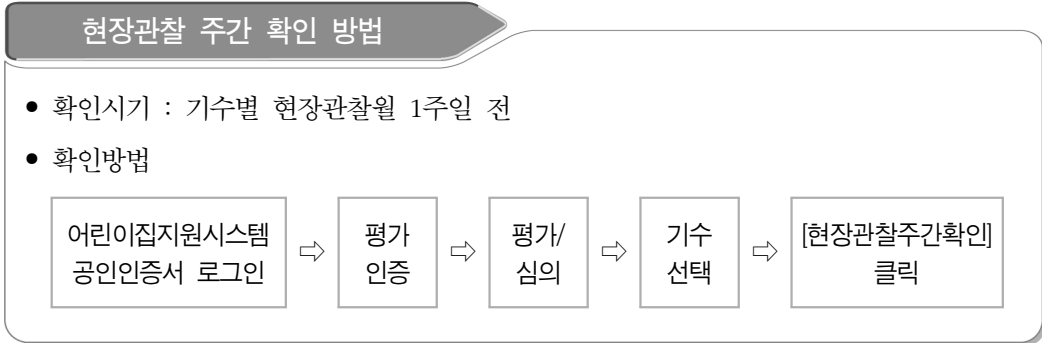 현장관찰 주간 확인 방법
• 확인시기 : 기수별 현장관찰월 1주일 전
• 확인방법
어린이집지원시스템
공인인증서 로그인
⇨
평가
인증
⇨
평가/
심의
⇨
기수
선택
⇨
[현장관찰주간확인]
클릭